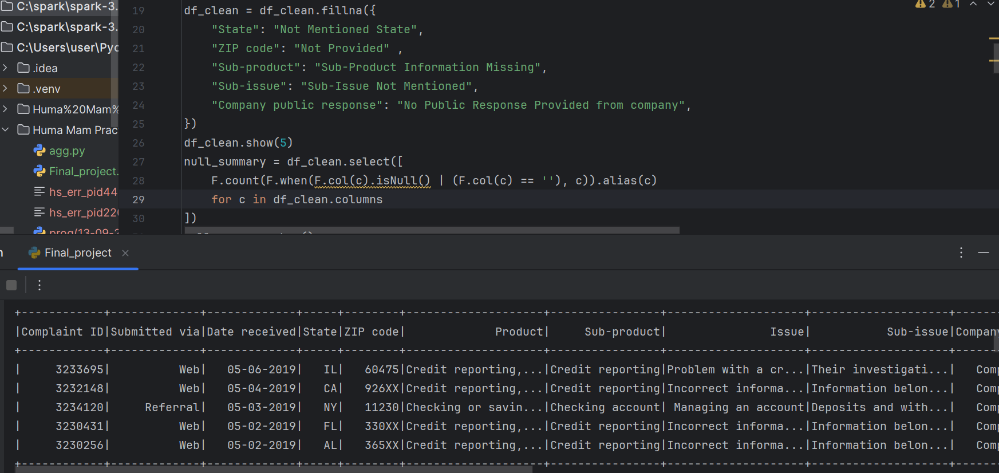 C:\spark\spark-3.
C:\spark\spark-3.
C:\Users\user\Pyc
.idea
.venv
Huma%20Mam%
Huma Mam Prac
agg.py
Final_project.
hs_err_pid44
hs_err_pid220
prog(13-09-2
2 1
19 df_clean = df_clean.fillna({
20 "State": "Not Mentioned State",
21 "ZIP code": "Not Provided" ,
22 "Sub-product": "Sub-Product Information Missing",
23 "Sub-issue": "Sub-Issue Not Mentioned",
24 "Company public response": "No Public Response Provided from company",
25 })
26 df_clean.show(5)
27 null_summary = df_clean.select([
28 F.count(F.when(F.col(c).isNull() | (F.col(c) == ''), c)).alias(c)
29 for c in df_clean.columns
30 ])
Final_project
+------------+-------------+-------------+-----+--------+--------------------+----------------+--------------------+--------------------+------
|Complaint ID|Submitted via|Date received|State|ZIP code|             Product|     Sub-product|               Issue|           Sub-issue|Company
+------------+-------------+-------------+-----+--------+--------------------+----------------+--------------------+--------------------+------
|     3233695|          Web|   05-06-2019|   IL|   60475|Credit reporting,...|Credit reporting|Problem with a cr...|Their investigati...|   Com
|     3232148|          Web|   05-04-2019|   CA|   926XX|Credit reporting,...|Credit reporting|Incorrect informa...|Information belon...|   Com
|     3234120|     Referral|   05-03-2019|   NY|   11230|Checking or savin...|Checking account| Managing an account|Deposits and with...|   Com
|     3230431|          Web|   05-02-2019|   FL|   330XX|Credit reporting,...|Credit reporting|Incorrect informa...|Information belon...|   Com
|     3230256|          Web|   05-02-2019|   AL|   365XX|Credit reporting,...|Credit reporting|Incorrect informa...|Information belon...|   Com
+------------+-------------+-------------+-----+--------+--------------------+----------------+--------------------+--------------------+------